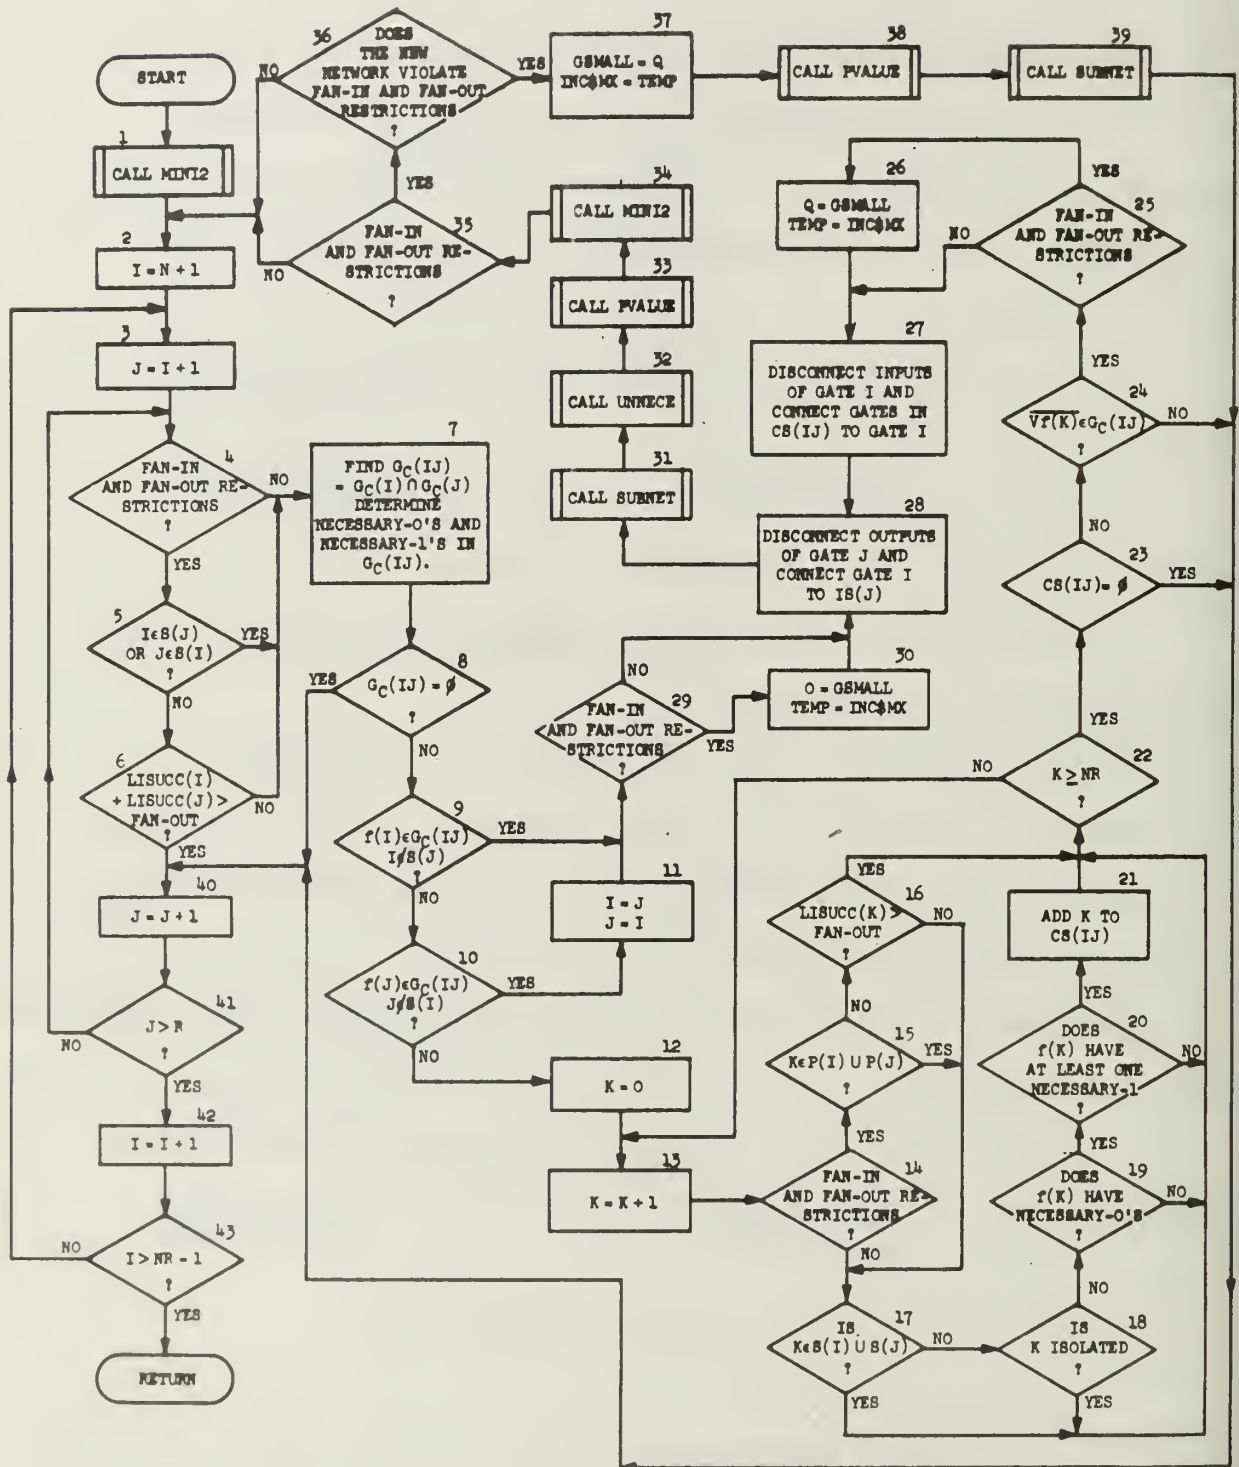 START
1
CALL MINI2
2
I = N + 1
3
J = I + 1
4
FAN-IN
AND FAN-OUT RE-
STRICTIONS
?
NO
YES
5
IϵS(J)
OR JϵS(I)
?
YES
NO
6
LISUCC(I)
+ LISUCC(J) >
FAN-OUT
?
NO
YES
40
J = J + 1
41
J > R
?
NO
YES
42
I = I + 1
43
I > NR - 1
?
NO
YES
RETURN
7
FIND G_C(IJ)
= G_C(I) ∩ G_C(J)
DETERMINE
NECESSARY-0'S AND
NECESSARY-1'S IN
G_C(IJ).
8
G_C(IJ) = ϕ
?
YES
NO
9
f(I)ϵG_C(IJ)
I∉S(J)
?
YES
NO
10
f(J)ϵG_C(IJ)
J∉S(I)
?
YES
NO
11
I = J
J = I
12
K = 0
13
K = K + 1
14
FAN-IN
AND FAN-OUT RE-
STRICTIONS
?
YES
NO
15
KϵP(I) ∪ P(J)
?
YES
NO
16
LISUCC(K) >
FAN-OUT
?
YES
NO
17
IS
KϵS(I) ∪ S(J)
?
NO
YES
18
IS
K ISOLATED
?
NO
YES
19
DOES
f(K) HAVE
NECESSARY-0'S
?
YES
NO
20
DOES
f(K) HAVE
AT LEAST ONE
NECESSARY-1
?
YES
NO
21
ADD K TO
CS(IJ)
22
K ≥ NR
?
NO
YES
23
CS(IJ) = ϕ
?
YES
NO
24
V̅f̅(̅K̅)̅ϵG_C(IJ)
NO
YES
25
FAN-IN
AND FAN-OUT RE-
STRICTIONS
?
YES
NO
26
Q = GSMALL
TEMP = INC$MX
27
DISCONNECT INPUTS
OF GATE I AND
CONNECT GATES IN
CS(IJ) TO GATE I
28
DISCONNECT OUTPUTS
OF GATE J AND
CONNECT GATE I
TO IS(J)
29
FAN-IN
AND FAN-OUT RE-
STRICTIONS
?
NO
YES
30
O = GSMALL
TEMP = INC$MX
31
CALL SUBNET
32
CALL UNNECE
33
CALL PVALUE
34
CALL MINI2
35
FAN-IN
AND FAN-OUT RE-
STRICTIONS
?
NO
YES
36
DOES
THE NEW
NETWORK VIOLATE
FAN-IN AND FAN-OUT
RESTRICTIONS
?
NO
YES
37
GSMALL = Q
INC$MX = TEMP
38
CALL PVALUE
39
CALL SUBNET